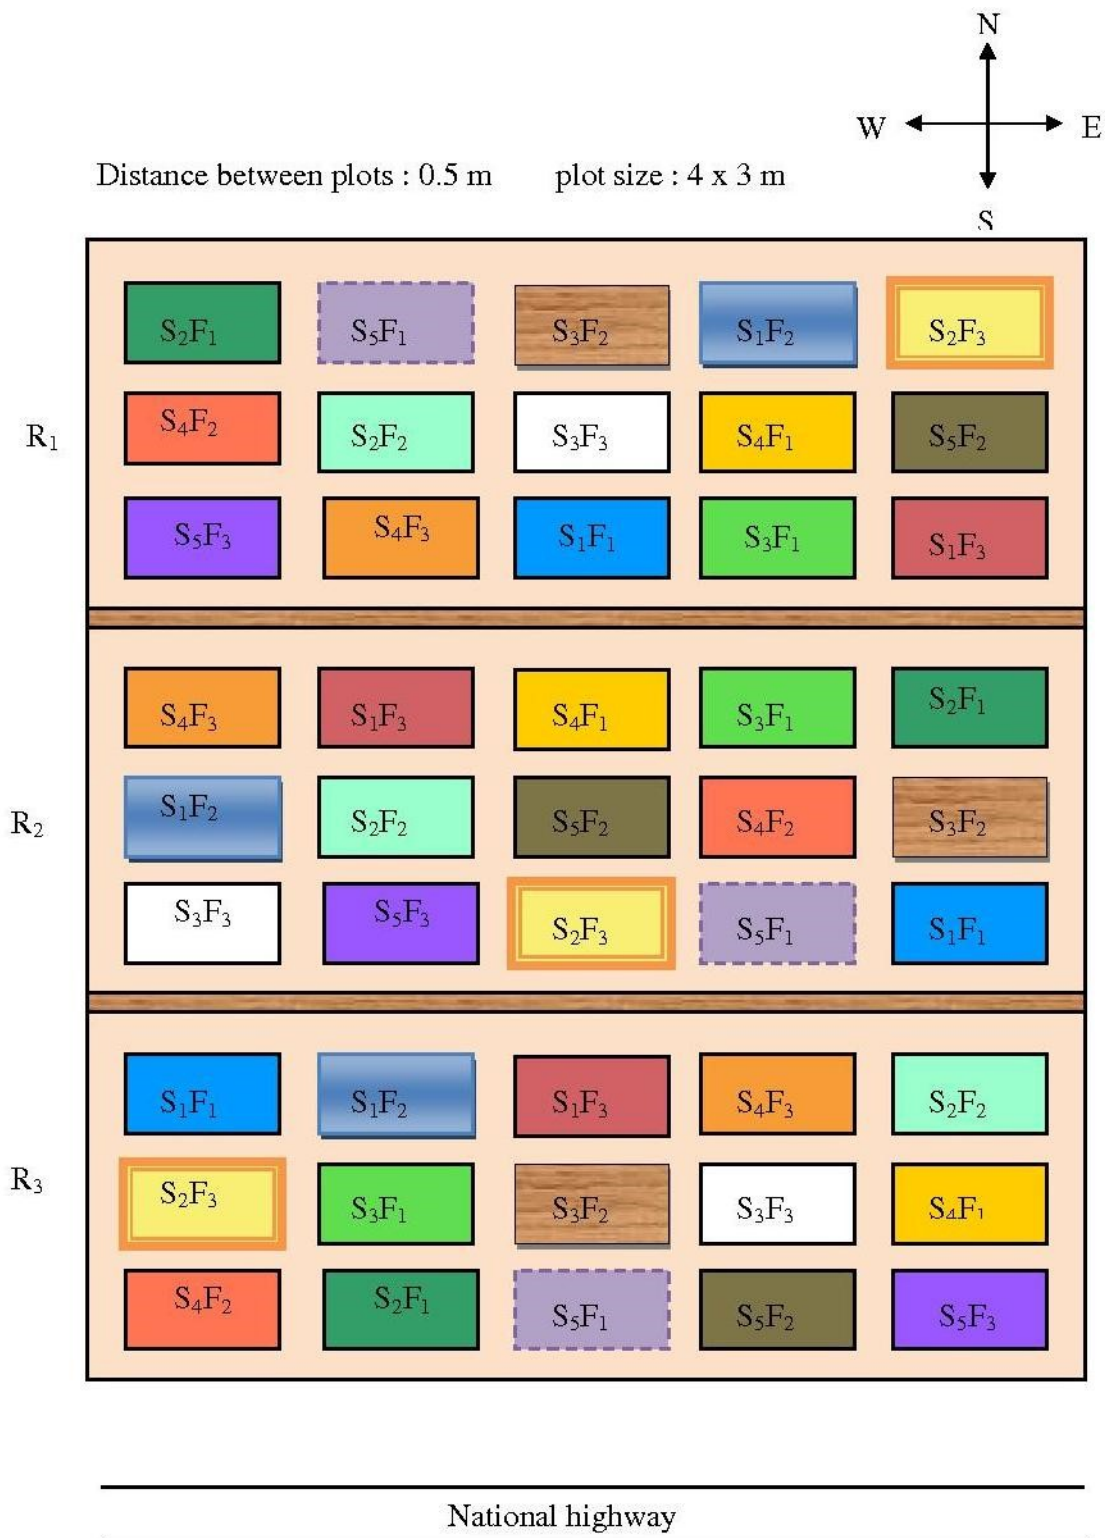 N
W E
Distance between plots : 0.5 m plot size : 4 x 3 m
S
S₂F₁ S₅F₁ S₃F₂ S₁F₂ S₂F₃
R₁ S₄F₂ S₂F₂ S₃F₃ S₄F₁ S₅F₂
S₅F₃ S₄F₃ S₁F₁ S₃F₁ S₁F₃
S₄F₃ S₁F₃ S₄F₁ S₃F₁ S₂F₁
R₂ S₁F₂ S₂F₂ S₅F₂ S₄F₂ S₃F₂
S₃F₃ S₅F₃ S₂F₃ S₅F₁ S₁F₁
S₁F₁ S₁F₂ S₁F₃ S₄F₃ S₂F₂
R₃ S₂F₃ S₃F₁ S₃F₂ S₃F₃ S₄F₁
S₄F₂ S₂F₁ S₅F₁ S₅F₂ S₅F₃
National highway